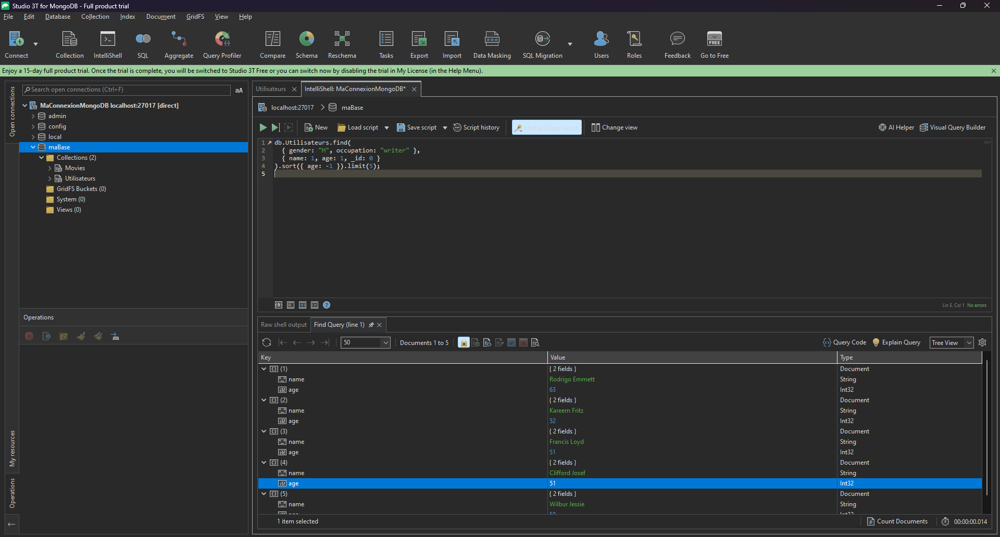 Studio 3T for MongoDB - Full product trial
File Edit Database Collection Index Document GridFS View Help
Connect Collection IntelliShell SQL Aggregate Query Profiler Compare Schema Reschema Tasks Export Import Data Masking SQL Migration Users Roles Feedback Go to Free
FREE
Enjoy a 15-day full product trial. Once the trial is complete, you will be switched to Studio 3T Free or you can switch now by disabling the trial in My License (in the Help Menu).
Open connections
My resources
Operations
Search open connections (Ctrl+F) aA
MaConnexionMongoDB localhost:27017 [direct]
admin
config
local
maBase
Collections (2)
Movies
Utilisateurs
GridFS Buckets (0)
System (0)
Views (0)
Operations
Utilisateurs IntelliShell: MaConnexionMongoDB*
localhost:27017 maBase
New Load script Save script Script history Enable Query Assist Change view AI Helper Visual Query Builder
1 db.Utilisateurs.find(
2 { gender: "M", occupation: "writer" },
3 { name: 1, age: 1, _id: 0 }
4 ).sort({ age: -1 }).limit(5);
5
Lin 5, Col 1 No errors
Raw shell output Find Query (line 1)
50 Documents 1 to 5 Query Code Explain Query Tree View
Key Value Type
(1) { 2 fields } Document
name Rodrigo Emmett String
age 63 Int32
(2) { 2 fields } Document
name Kareem Fritz String
age 52 Int32
(3) { 2 fields } Document
name Francis Loyd String
age 51 Int32
(4) { 2 fields } Document
name Clifford Josef String
age 51 Int32
(5) { 2 fields } Document
name Wilbur Jessie String
age 50 Int32
1 item selected Count Documents 00:00:00.014